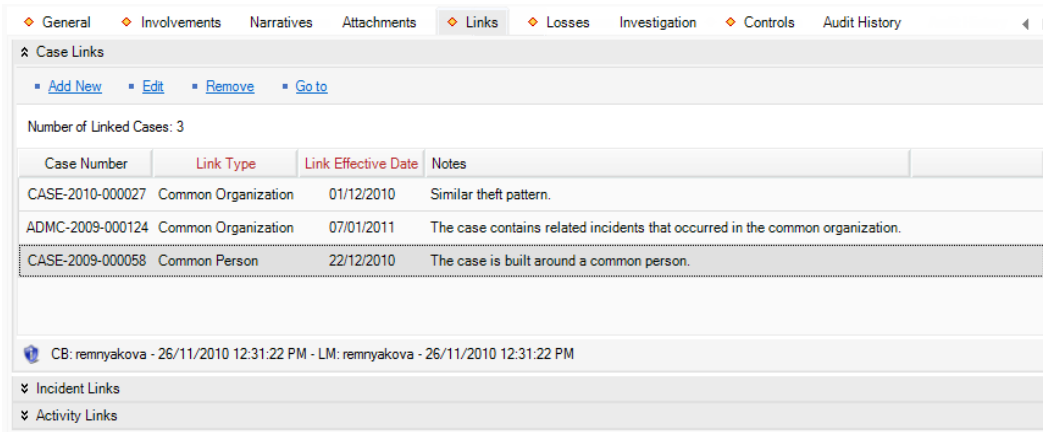 General Involvements Narratives Attachments Links Losses Investigation Controls Audit History
Case Links
Add New Edit Remove Go to
Number of Linked Cases: 3
Case Number Link Type Link Effective Date Notes
CASE-2010-000027 Common Organization 01/12/2010 Similar theft pattern.
ADMC-2009-000124 Common Organization 07/01/2011 The case contains related incidents that occurred in the common organization.
CASE-2009-000058 Common Person 22/12/2010 The case is built around a common person.
CB: remnyakova - 26/11/2010 12:31:22 PM - LM: remnyakova - 26/11/2010 12:31:22 PM
Incident Links
Activity Links